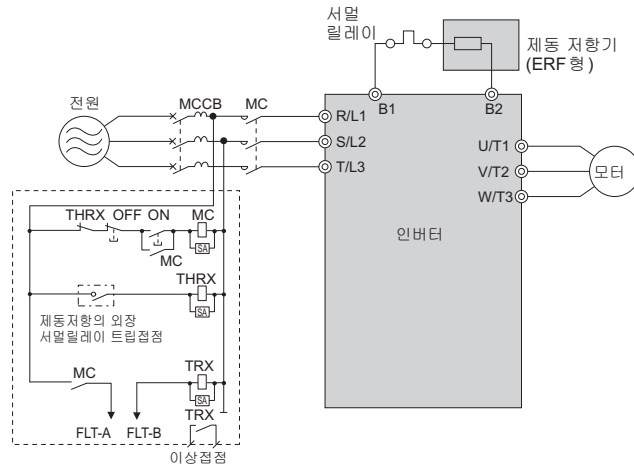 서멀
릴레이
제동 저항기
(ERF 형)
B1
B2
전원
MCCB
MC
R/L1
S/L2
T/L3
U/T1
V/T2
W/T3
모터
인버터
THRX OFF ON
MC
SA
MC
THRX
SA
제동저항의 외장
서멀릴레이 트립접점
MC
TRX
SA
TRX
FLT-A
FLT-B
이상접점